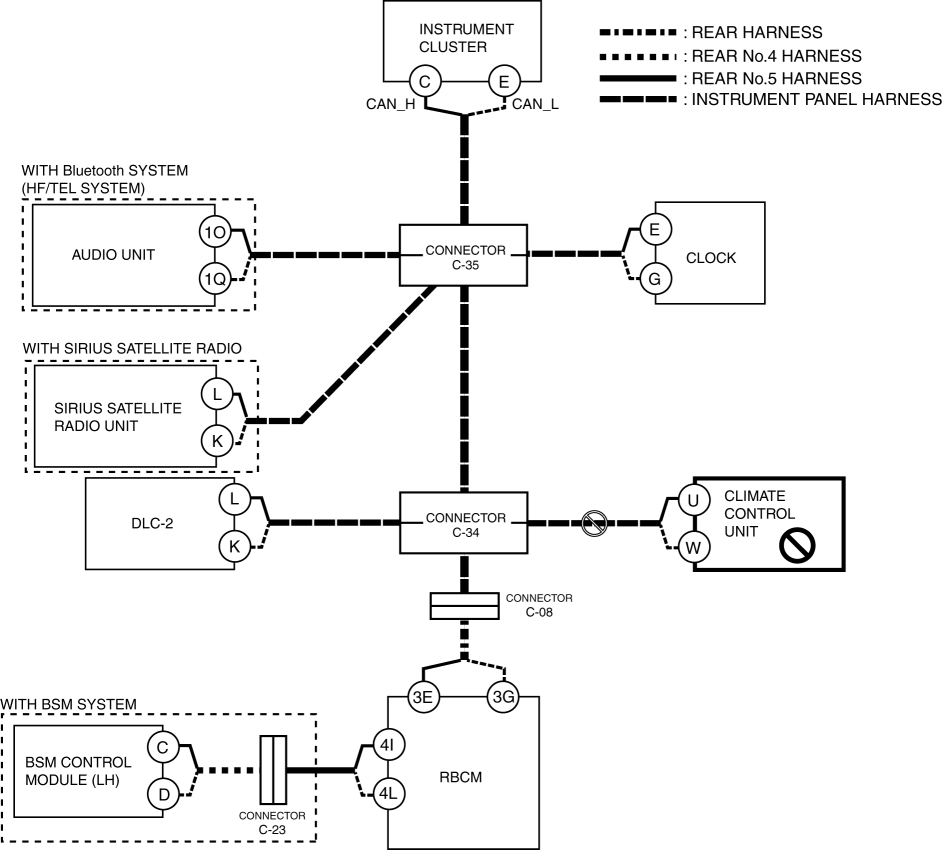 INSTRUMENT
CLUSTER
C
E
CAN_H
CAN_L
: REAR HARNESS
: REAR No.4 HARNESS
: REAR No.5 HARNESS
: INSTRUMENT PANEL HARNESS
WITH Bluetooth SYSTEM
(HF/TEL SYSTEM)
AUDIO UNIT
1O
1Q
CONNECTOR
C-35
E
G
CLOCK
WITH SIRIUS SATELLITE RADIO
SIRIUS SATELLITE
RADIO UNIT
L
K
DLC-2
L
K
CONNECTOR
C-34
U
W
CLIMATE
CONTROL
UNIT
CONNECTOR
C-08
3E
3G
WITH BSM SYSTEM
BSM CONTROL
MODULE (LH)
C
D
CONNECTOR
C-23
4I
4L
RBCM